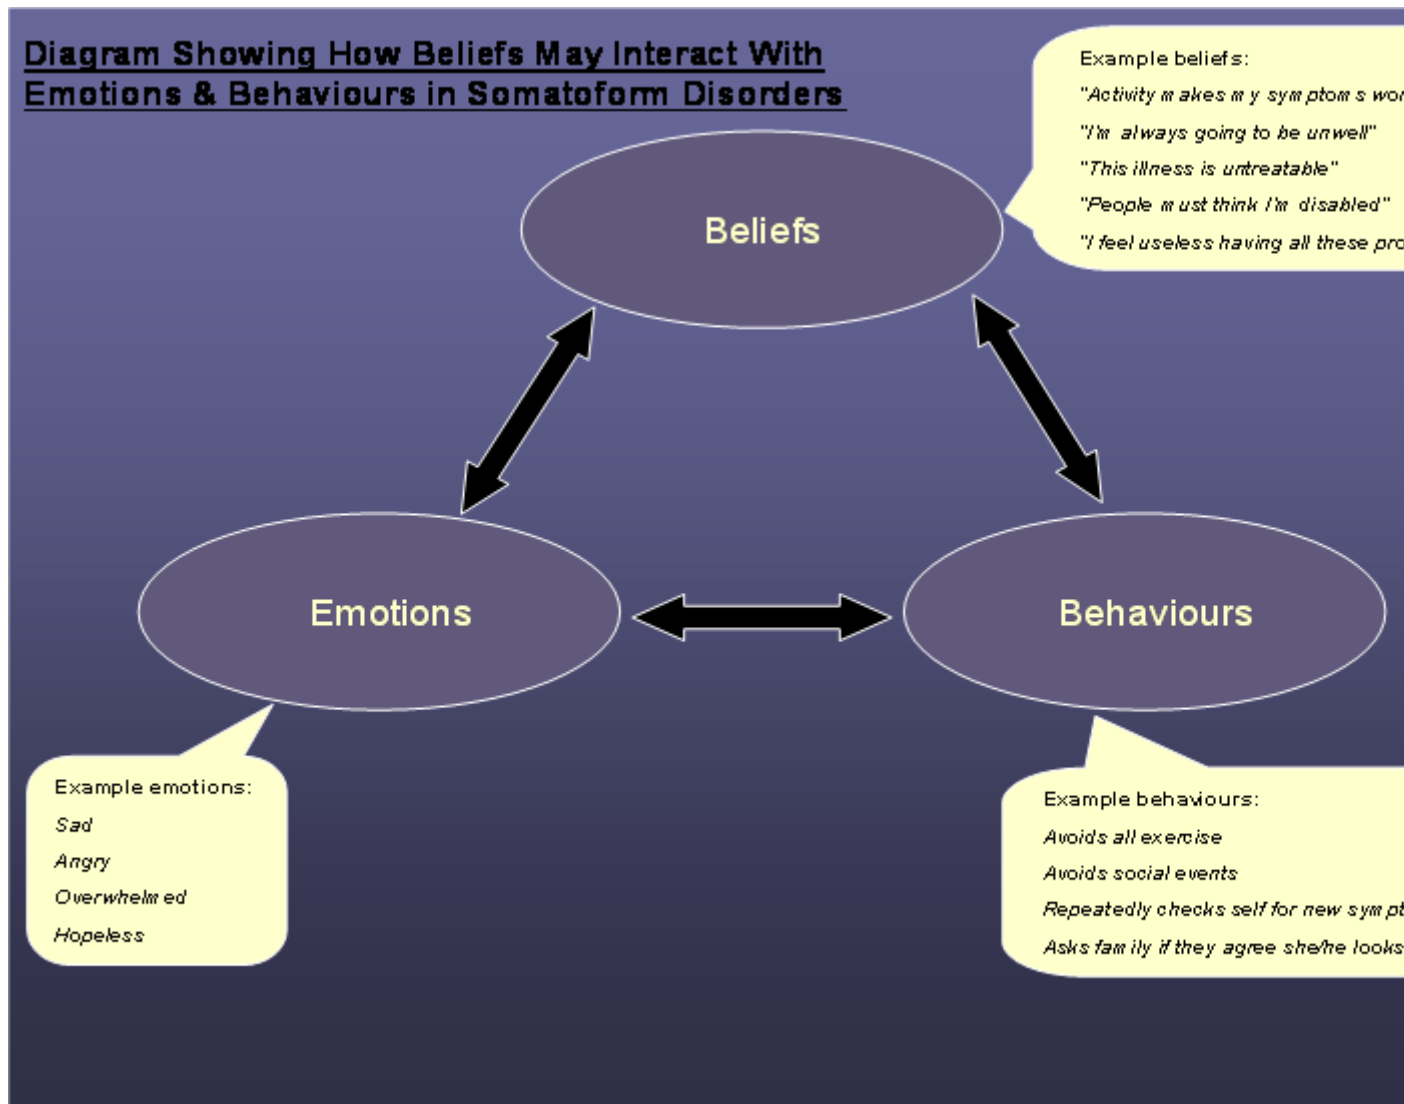 Diagram Showing How Beliefs May Interact With
Emotions & Behaviours in Somatoform Disorders
Example beliefs:
"Activity makes my symptoms
"I'm always going to be unwell"
"This illness is untreatable"
"People must think I'm disabled"
"I feel useless having all these
Beliefs
Emotions
Behaviours
Example emotions:
Sad
Angry
Overwhelmed
Hopeless
Example behaviours:
Avoids all exercise
Avoids social events
Repeatedly checks self for new
Asks family if they agree she/he looks